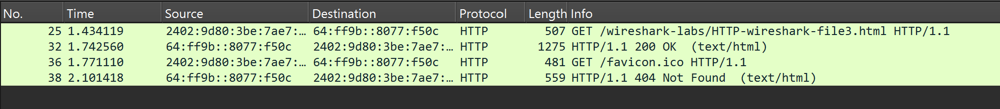 No. Time Source Destination Protocol Length Info
25 1.434119 2402:9d80:3be:7ae7:… 64:ff9b::8077:f50c HTTP 507 GET /wireshark-labs/HTTP-wireshark-file3.html HTTP/1.1
32 1.742560 64:ff9b::8077:f50c 2402:9d80:3be:7ae7:… HTTP 1275 HTTP/1.1 200 OK  (text/html)
36 1.771110 2402:9d80:3be:7ae7:… 64:ff9b::8077:f50c HTTP 481 GET /favicon.ico HTTP/1.1
38 2.101418 64:ff9b::8077:f50c 2402:9d80:3be:7ae7:… HTTP 559 HTTP/1.1 404 Not Found  (text/html)